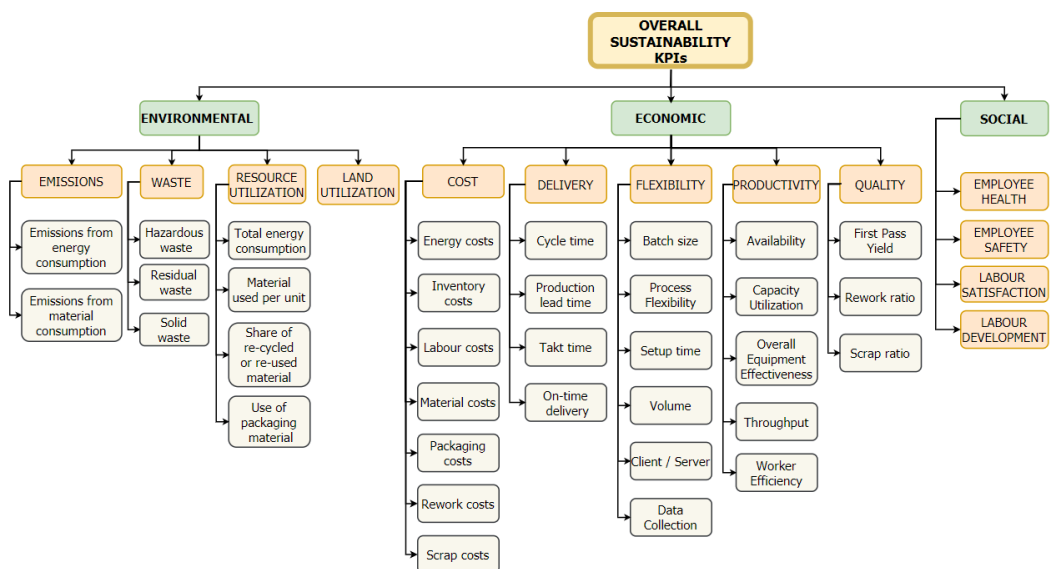 OVERALL
SUSTAINABILITY
KPIs
ENVIRONMENTAL
ECONOMIC
SOCIAL
EMISSIONS
WASTE
RESOURCE
UTILIZATION
LAND
UTILIZATION
COST
DELIVERY
FLEXIBILITY
PRODUCTIVITY
QUALITY
EMPLOYEE
HEALTH
EMPLOYEE
SAFETY
LABOUR
SATISFACTION
LABOUR
DEVELOPMENT
Emissions from
energy
consumption
Emissions from
material
consumption
Hazardous
waste
Residual
waste
Solid
waste
Total energy
consumption
Material
used per unit
Share of
re-cycled
or re-used
material
Use of
packaging
material
Energy costs
Inventory
costs
Labour costs
Material costs
Packaging
costs
Rework costs
Scrap costs
Cycle time
Production
lead time
Takt time
On-time
delivery
Batch size
Process
Flexibility
Setup time
Volume
Client / Server
Data
Collection
Availability
Capacity
Utilization
Overall
Equipment
Effectiveness
Throughput
Worker
Efficiency
First Pass
Yield
Rework ratio
Scrap ratio